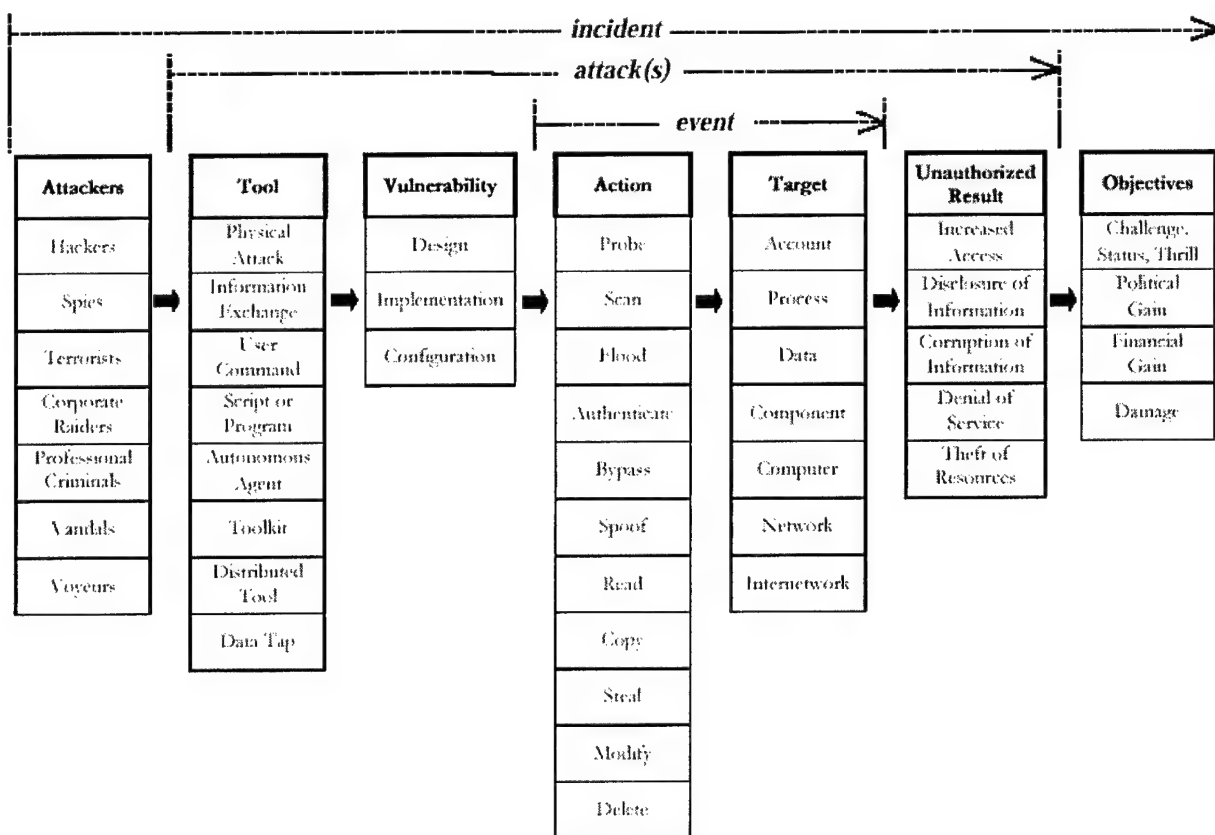 incident
attack(s)
event
Attackers
Hackers
Spies
Terrorists
Corporate
Raiders
Professional
Criminals
Vandals
Voyeurs
Tool
Physical
Attack
Information
Exchange
User
Command
Script or
Program
Autonomous
Agent
Toolkit
Distributed
Tool
Data Tap
Vulnerability
Design
Implementation
Configuration
Action
Probe
Scan
Flood
Authenticate
Bypass
Spoof
Read
Copy
Steal
Modify
Delete
Target
Account
Process
Data
Component
Computer
Network
Internetwork
Unauthorized
Result
Increased
Access
Disclosure of
Information
Corruption of
Information
Denial of
Service
Theft of
Resources
Objectives
Challenge,
Status, Thrill
Political
Gain
Financial
Gain
Damage